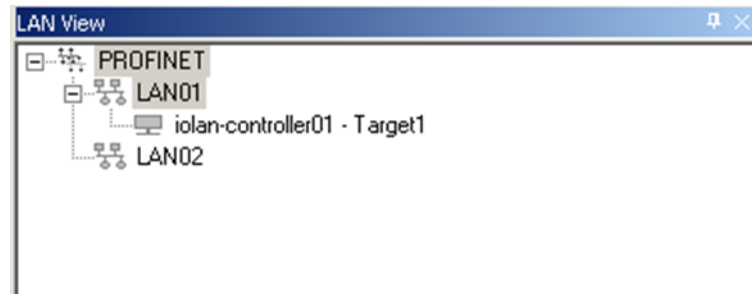 LAN View
PROFINET
LAN01
iolan-controller01 - Target1
LAN02